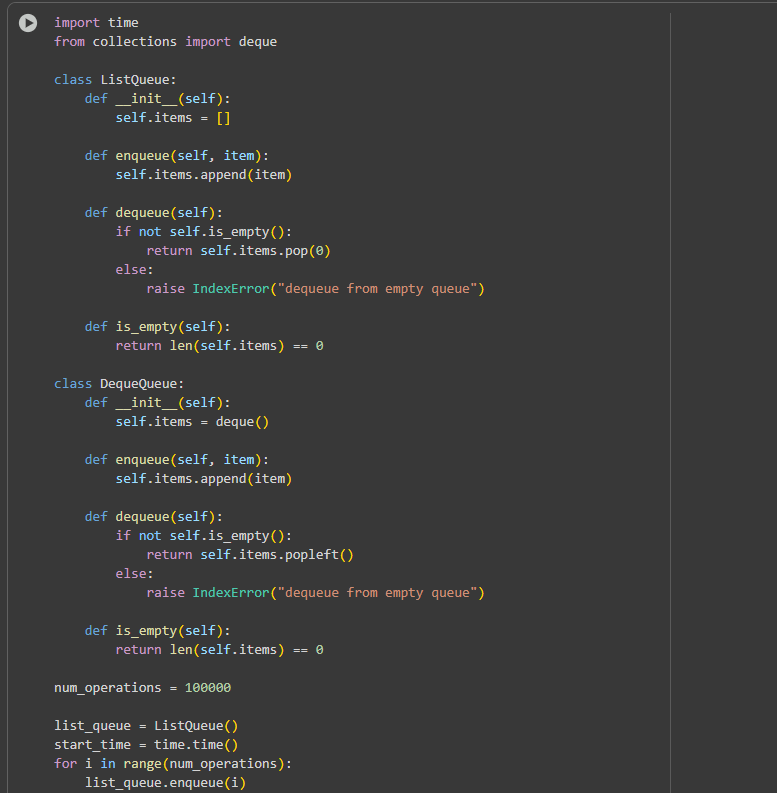 import time
from collections import deque

class ListQueue:
    def __init__(self):
        self.items = []

    def enqueue(self, item):
        self.items.append(item)

    def dequeue(self):
        if not self.is_empty():
            return self.items.pop(0)
        else:
            raise IndexError("dequeue from empty queue")

    def is_empty(self):
        return len(self.items) == 0

class DequeQueue:
    def __init__(self):
        self.items = deque()

    def enqueue(self, item):
        self.items.append(item)

    def dequeue(self):
        if not self.is_empty():
            return self.items.popleft()
        else:
            raise IndexError("dequeue from empty queue")

    def is_empty(self):
        return len(self.items) == 0

num_operations = 100000

list_queue = ListQueue()
start_time = time.time()
for i in range(num_operations):
    list_queue.enqueue(i)